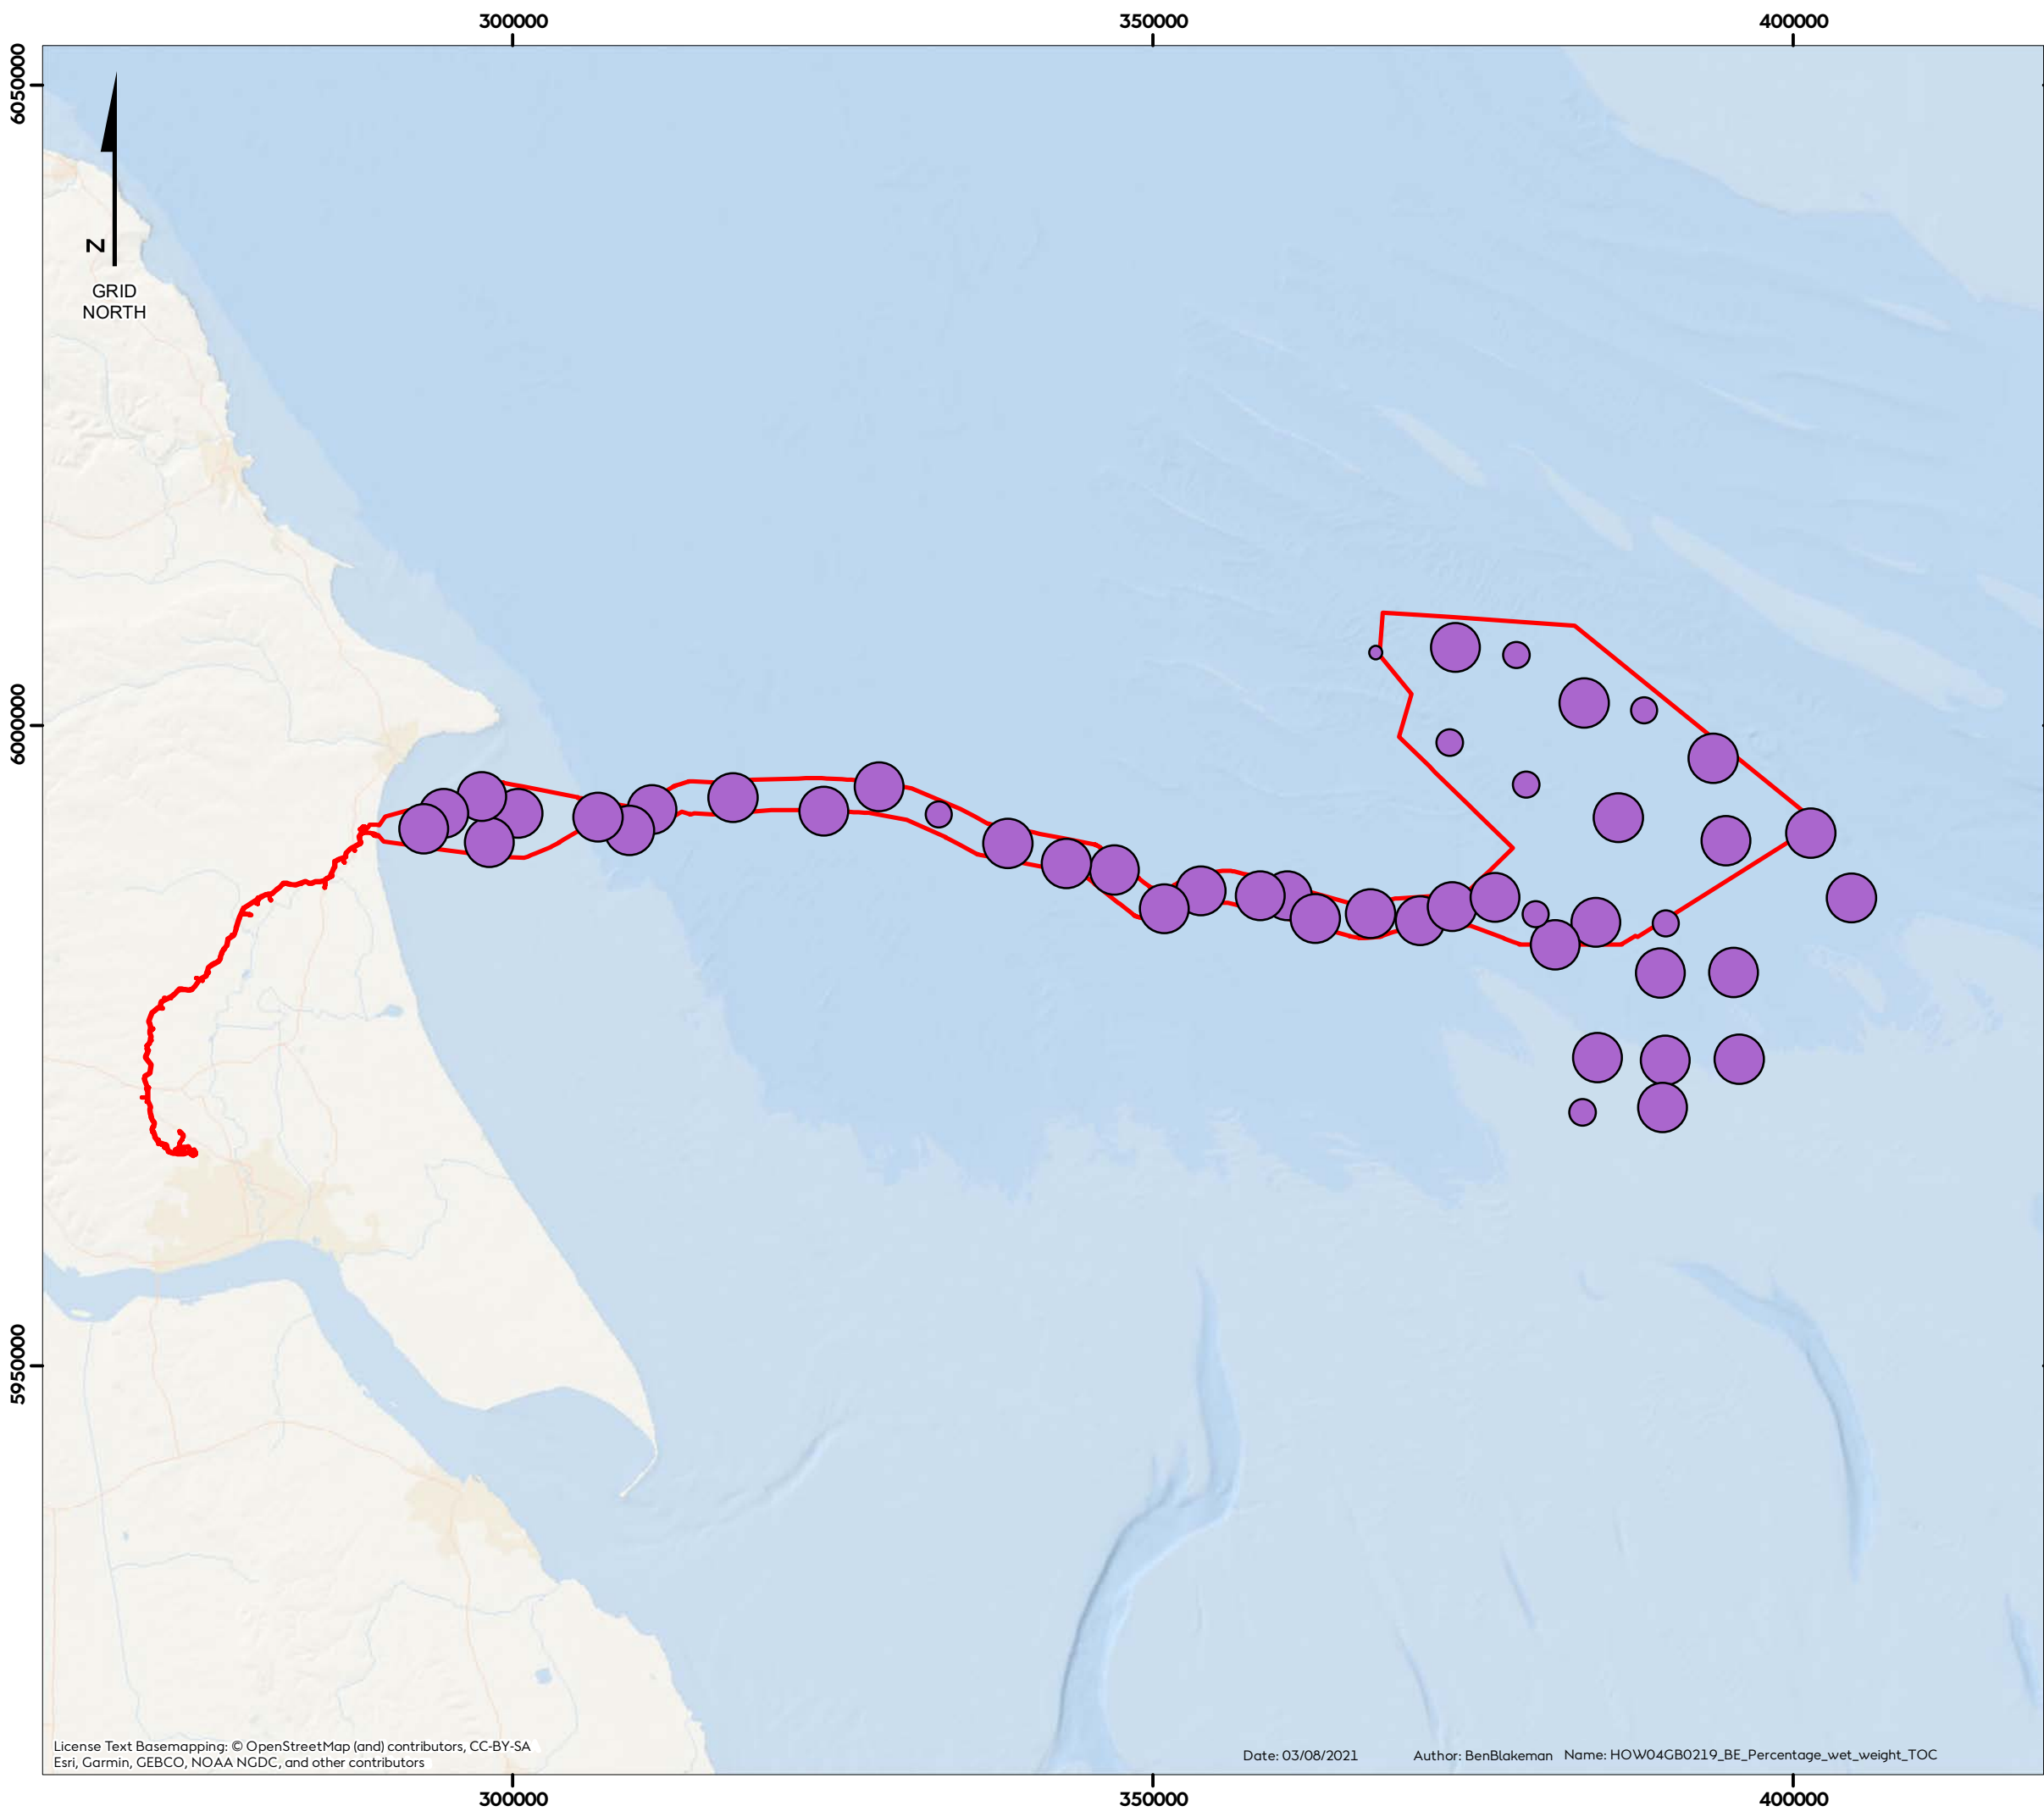 300000 350000 400000
6050000
N
GRID
NORTH
6000000
5950000
License Text Basemapping: © OpenStreetMap (and) contributors, CC-BY-SA
Esri, Garmin, GEBCO, NOAA NGDC, and other contributors
Date: 03/08/2021 Author: BenBlakeman Name: HOW04GB0219_BE_Percentage_wet_weight_TOC
300000 350000 400000